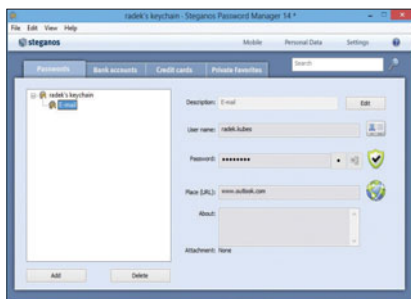 radek's keychain - Steganos Password Manager 14 *
File Edit View Help
steganos Mobile Personal Data Settings
Passwords Bank accounts Credit cards Private Favorites Search
radek's keychain
E-mail
Description: E-mail Edit
User name: radek.kubes
Password: ••••••••
Place (URL): www.outlook.com
About:
Attachment: None
Add Delete